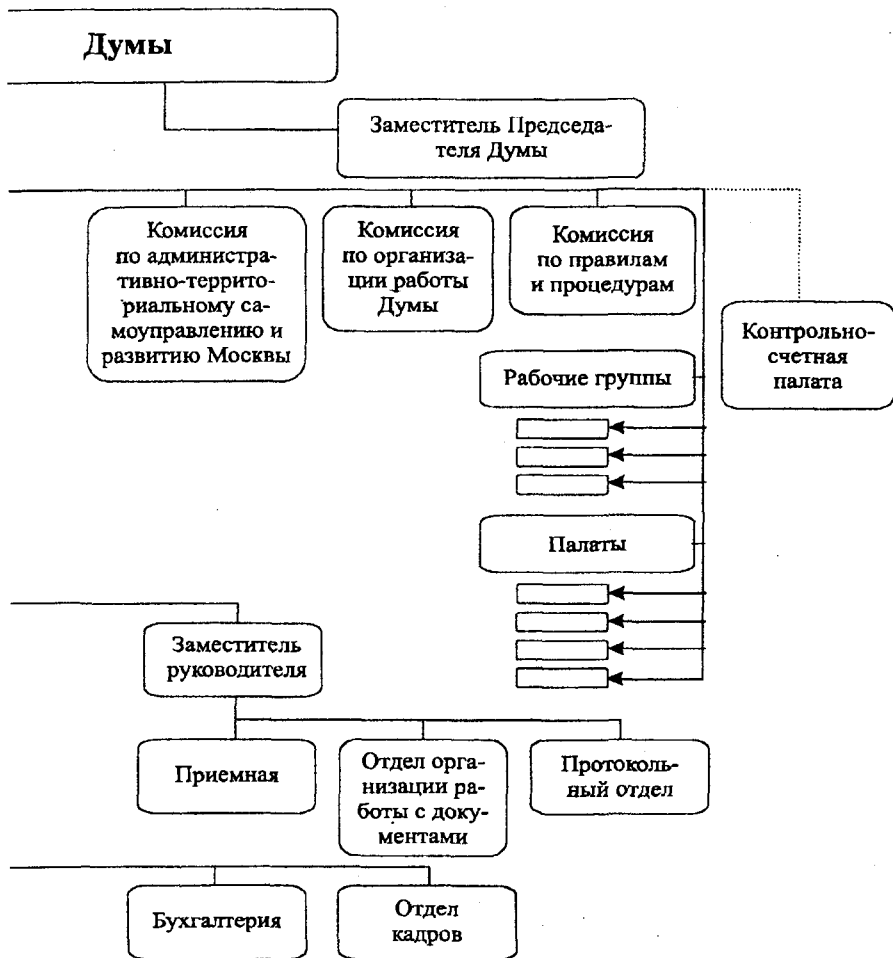 Думы
Заместитель Председа-
теля Думы
Комиссия
по администра-
тивно-террито-
риальному са-
моуправлению и
развитию Москвы
Комиссия
по организа-
ции работы
Думы
Комиссия
по правилам
и процедурам
Контрольно-
счетная
палата
Рабочие группы
Палаты
Заместитель
руководителя
Приемная
Отдел орга-
низации ра-
боты с доку-
ментами
Протоколь-
ный отдел
Бухгалтерия
Отдел
кадров